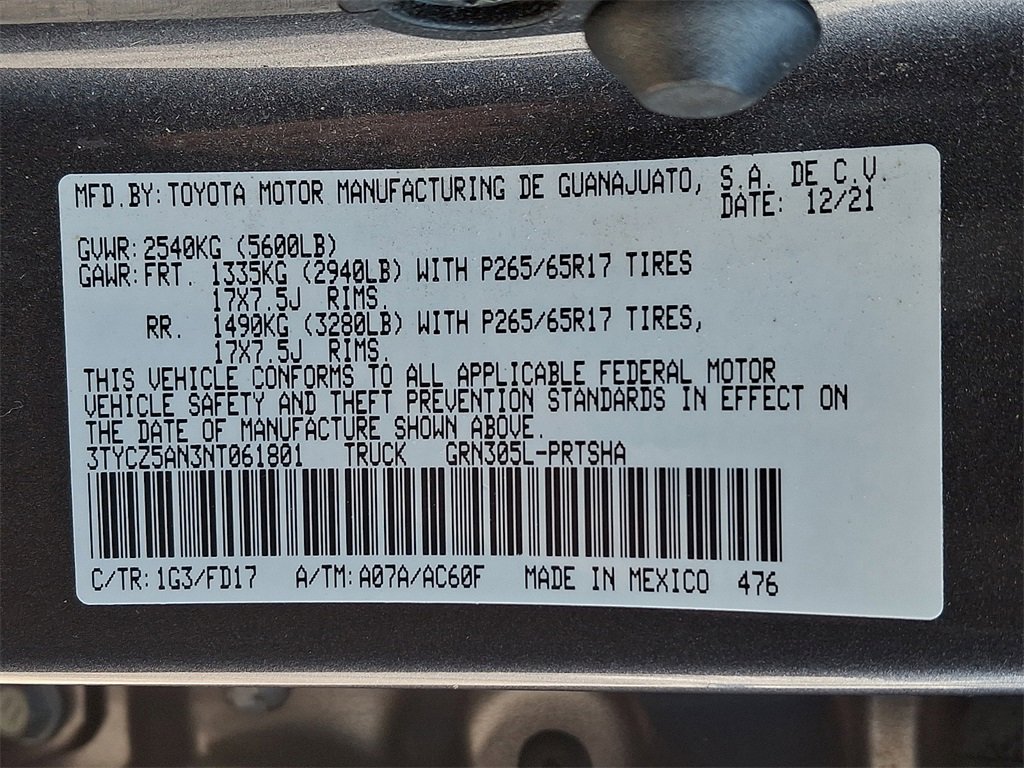 MFD.BY: TOYOTA MOTOR MANUFACTURING DE GUANAJUATO, S.A. DE C.V.
DATE: 12/21
GVWR: 2540KG (5600LB)
GAWR: FRT. 1335KG (2940LB) WITH P265/65R17 TIRES
17X7.5J RIMS.
RR. 1490KG (3280LB) WITH P265/65R17 TIRES,
17X7.5J RIMS.
THIS VEHICLE CONFORMS TO ALL APPLICABLE FEDERAL MOTOR
VEHICLE SAFETY AND THEFT PREVENTION STANDARDS IN EFFECT ON
THE DATE OF MANUFACTURE SHOWN ABOVE.
3TYCZ5AN3NT061801 TRUCK GRN305L-PRTSHA
C/TR: 1G3/FD17 A/TM: A07A/AC60F MADE IN MEXICO 476